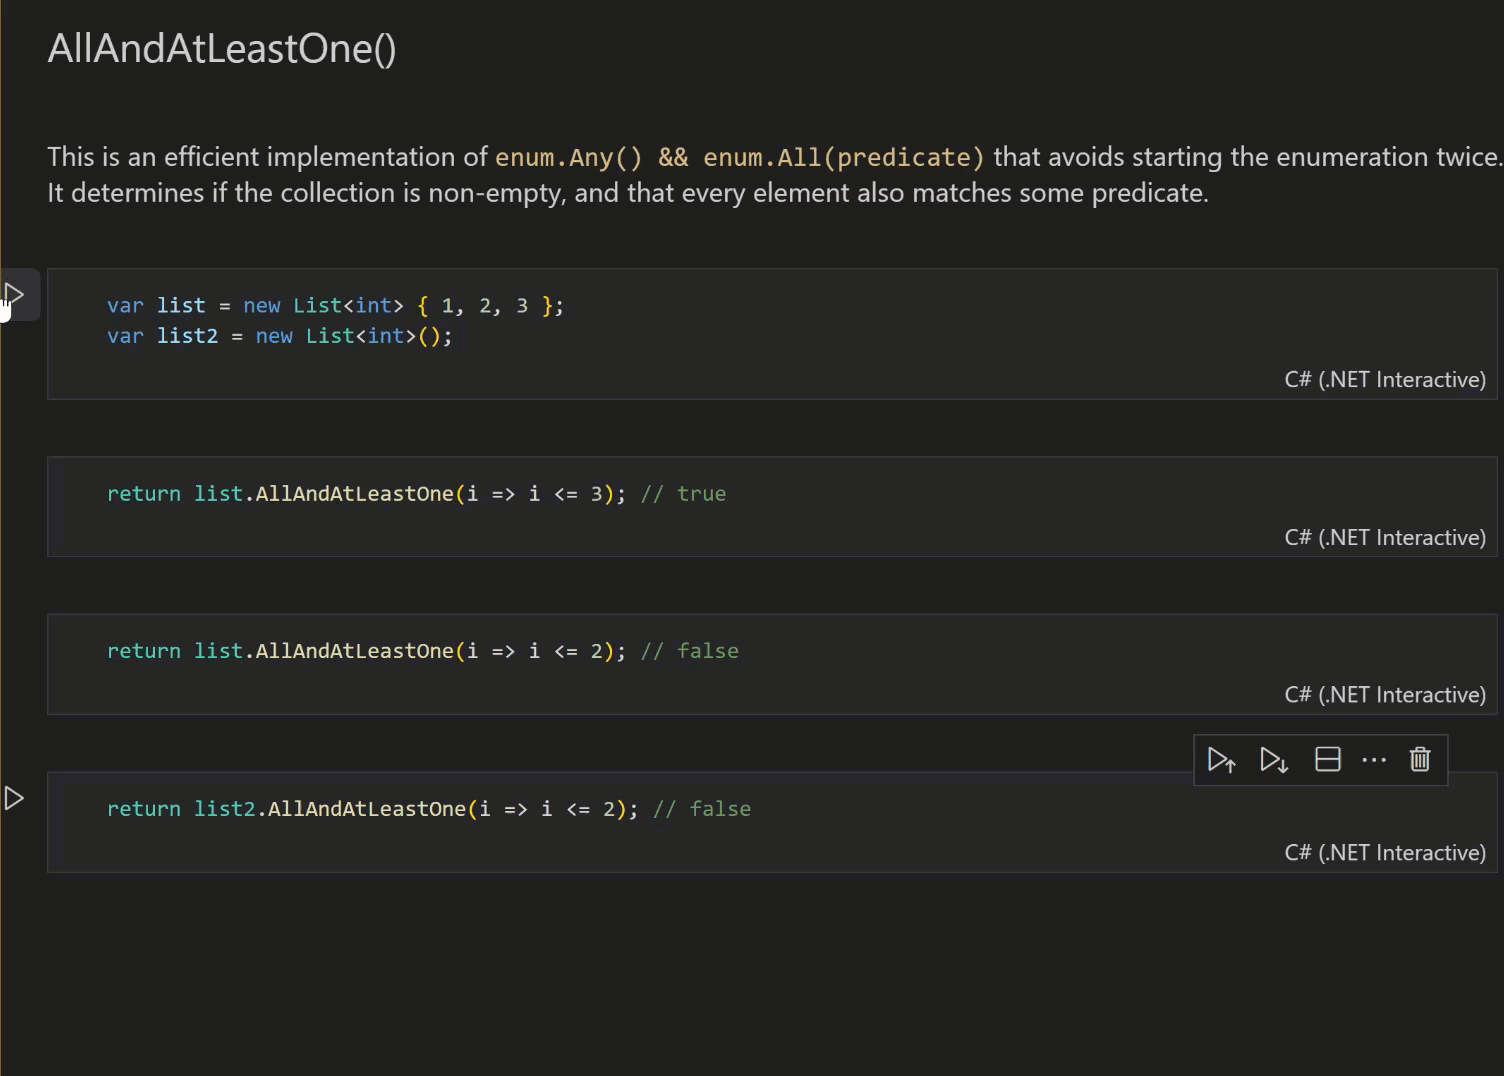 AllAndAtLeastOne()
This is an efficient implementation of enum.Any() && enum.All(predicate) that avoids starting the enumeration twice.
It determines if the collection is non-empty, and that every element also matches some predicate.
var list = new List<int> { 1, 2, 3 };
var list2 = new List<int>();
C# (.NET Interactive)
return list.AllAndAtLeastOne(i => i <= 3); // true
C# (.NET Interactive)
return list.AllAndAtLeastOne(i => i <= 2); // false
C# (.NET Interactive)
return list2.AllAndAtLeastOne(i => i <= 2); // false
C# (.NET Interactive)